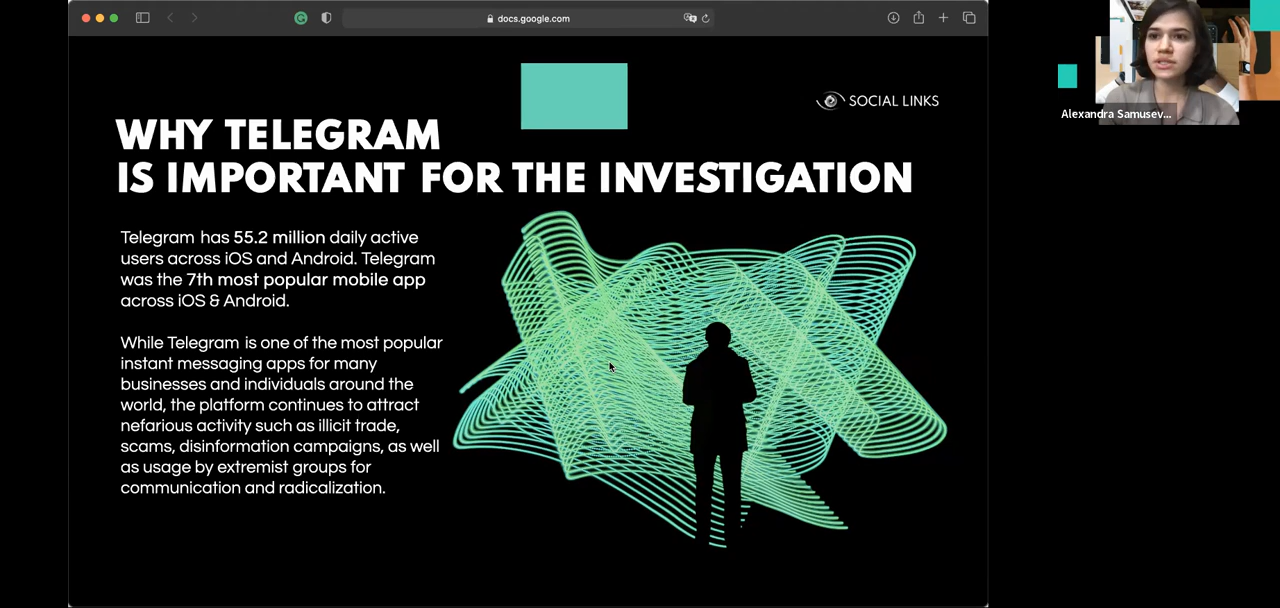 docs.google.com
SOCIAL LINKS
WHY TELEGRAM
IS IMPORTANT FOR THE INVESTIGATION
Telegram has 55.2 million daily active
users across iOS and Android. Telegram
was the 7th most popular mobile app
across iOS & Android.
While Telegram is one of the most popular
instant messaging apps for many
businesses and individuals around the
world, the platform continues to attract
nefarious activity such as illicit trade,
scams, disinformation campaigns, as well
as usage by extremist groups for
communication and radicalization.
Alexandra Samusev...